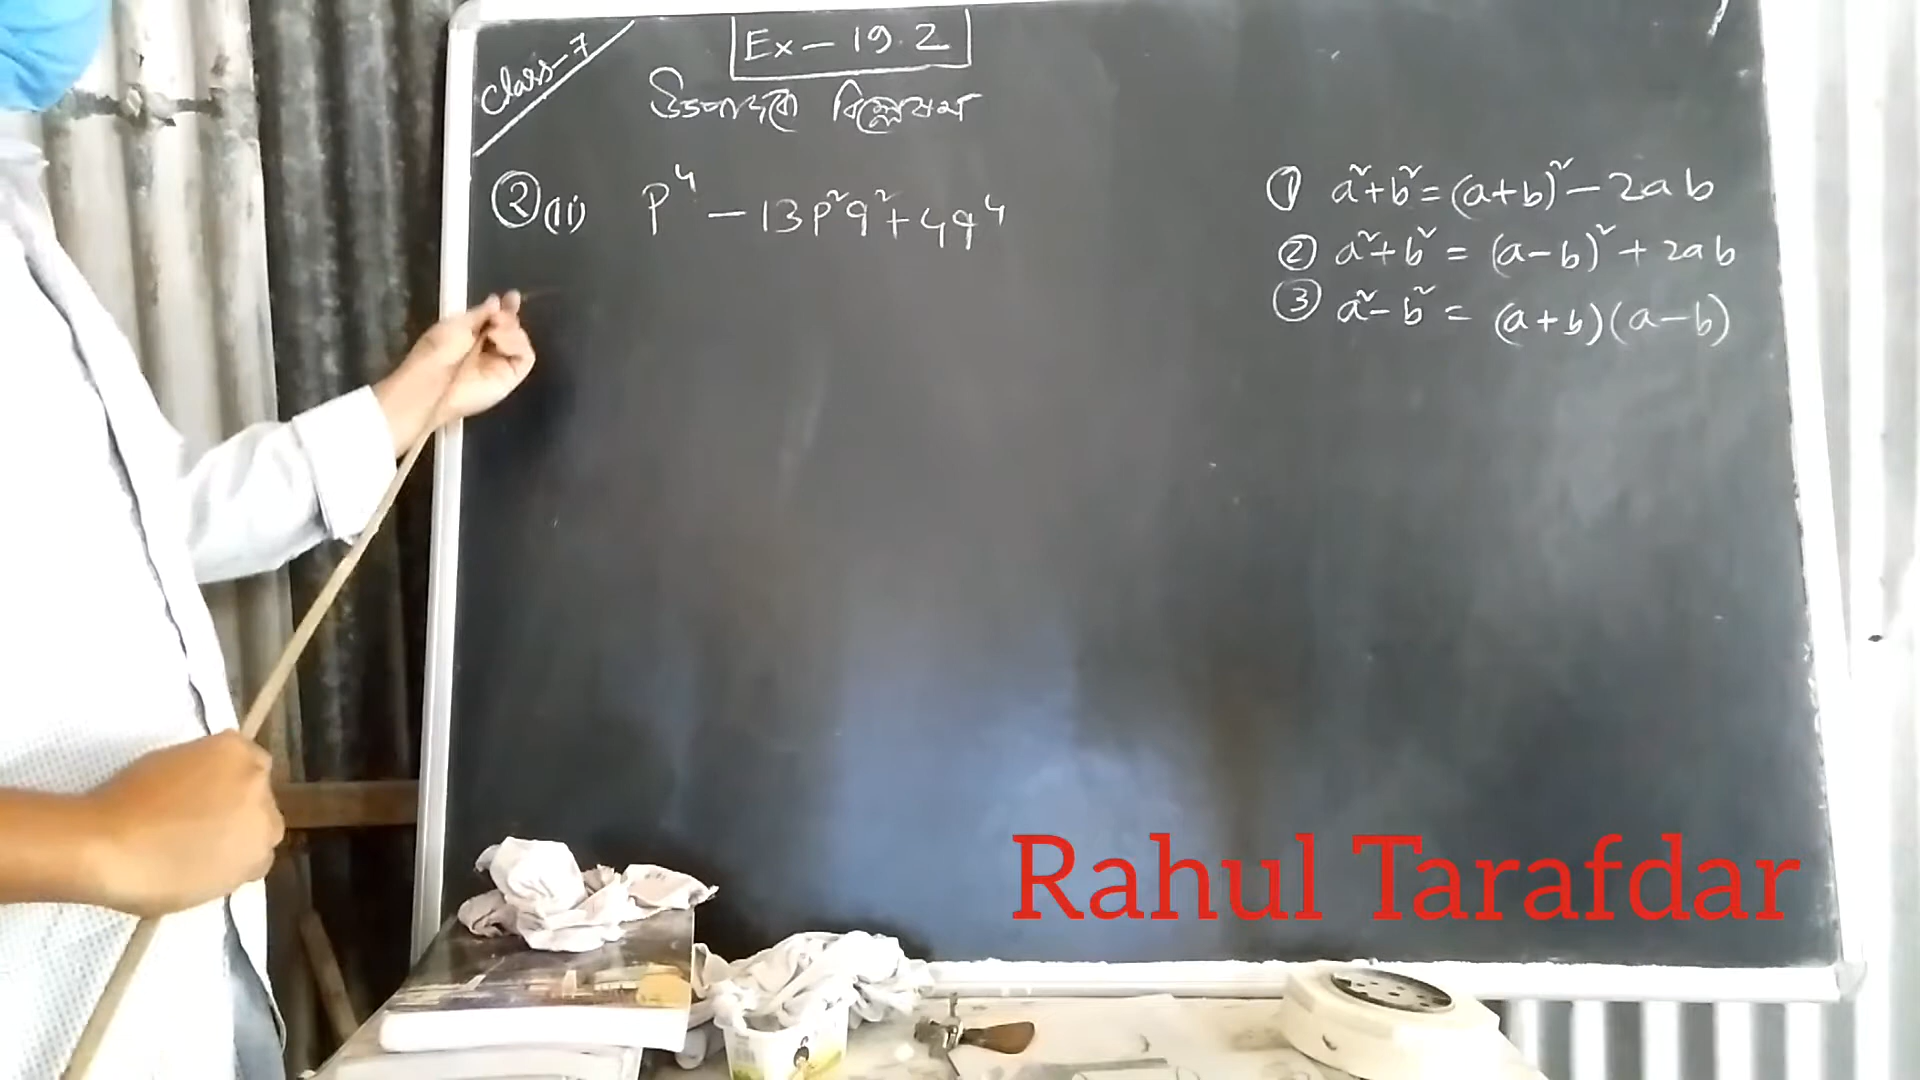 Class-7
Ex - 19.2
উৎপাদকে বিশ্লেষণ
② (ii) P⁴ - 13P²q² + 4q⁴
① a² + b² = (a+b)² - 2ab
② a² + b² = (a-b)² + 2ab
③ a² - b² = (a+b)(a-b)
Rahul Tarafdar